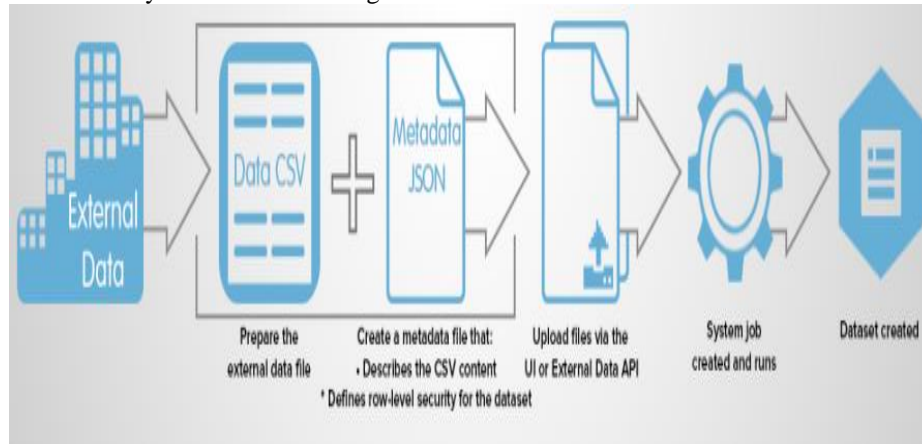 External
Data
Data CSV
Metadata
JSON
Prepare the
external data file
Create a metadata file that:
• Describes the CSV content
* Defines row-level security for the dataset
Upload files via the
UI or External Data API
System job
created and runs
Dataset created